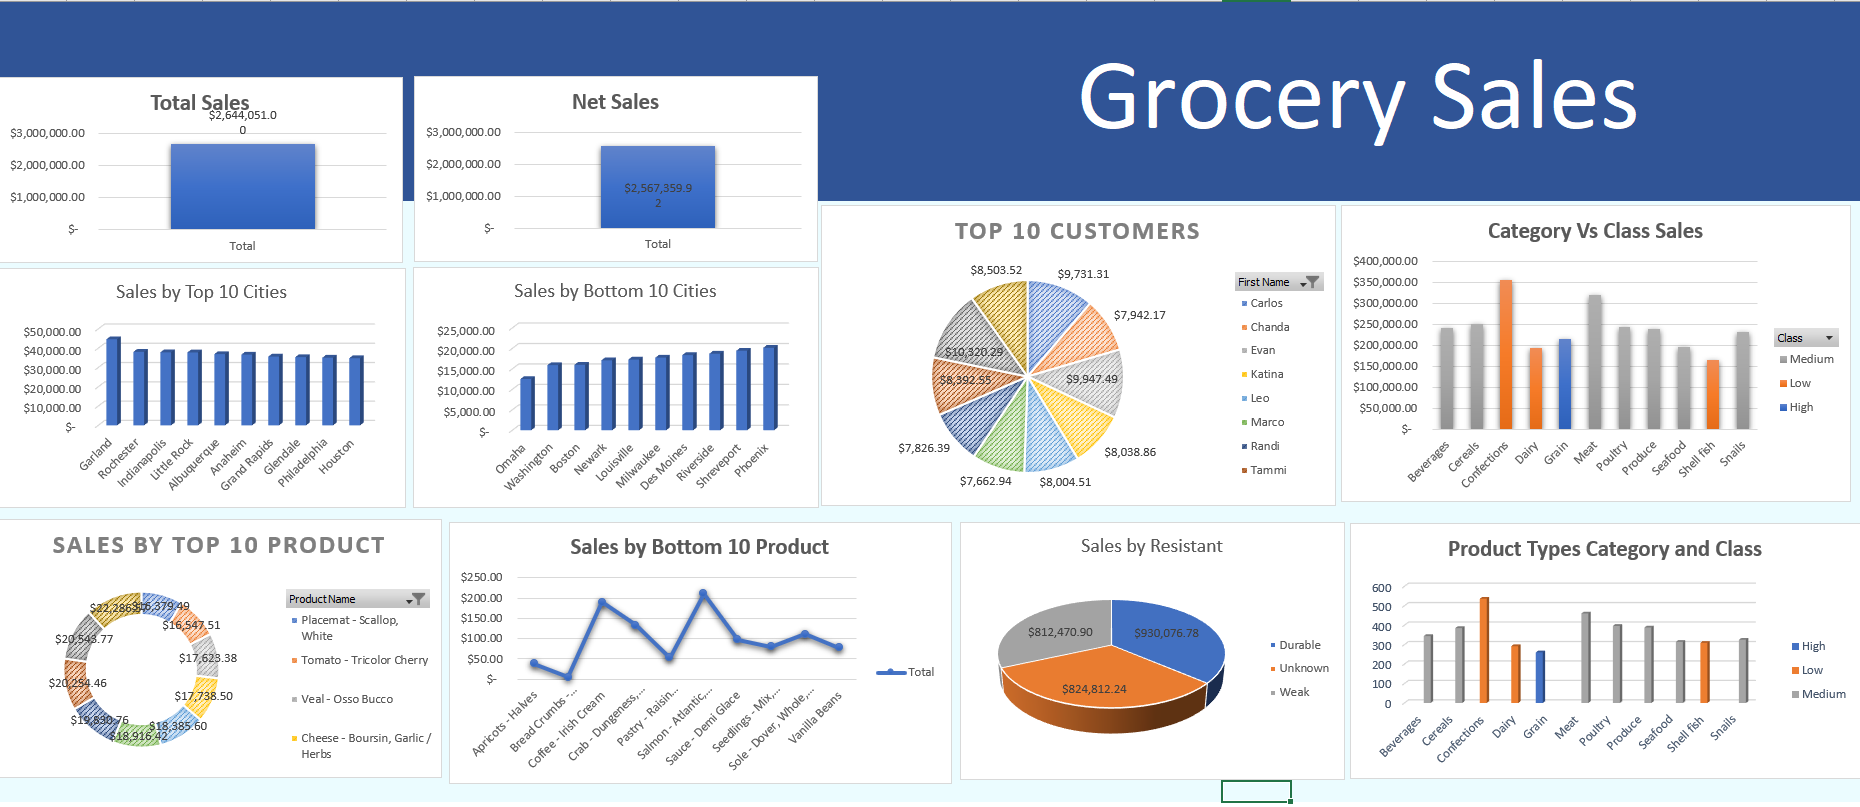 Grocery Sales
Total Sales
$2,644,051.0
0
$3,000,000.00
$2,000,000.00
$1,000,000.00
$-
Total
Net Sales
$3,000,000.00
$2,000,000.00
$1,000,000.00
$-
$2,567,359.9
2
Total
Sales by Top 10 Cities
$50,000.00
$40,000.00
$30,000.00
$20,000.00
$10,000.00
$-
Garland
Rochester
Indianapolis
Little Rock
Albuquerque
Anaheim
Grand Rapids
Glendale
Philadelphia
Houston
Sales by Bottom 10 Cities
$25,000.00
$20,000.00
$15,000.00
$10,000.00
$5,000.00
$-
Omaha
Washington
Boston
Newark
Louisville
Milwaukee
Des Moines
Riverside
Shreveport
Phoenix
TOP 10 CUSTOMERS
$8,503.52
$9,731.31
$7,942.17
$10,320.29
$8,392.55
$9,947.49
$7,826.39
$8,038.86
$7,662.94
$8,004.51
First Name
Carlos
Chanda
Evan
Katina
Leo
Marco
Randi
Tammi
Category Vs Class Sales
$400,000.00
$350,000.00
$300,000.00
$250,000.00
$200,000.00
$150,000.00
$100,000.00
$50,000.00
$-
Beverages
Cereals
Confections
Dairy
Grain
Meat
Poultry
Produce
Seafood
Shell fish
Snails
Class
Medium
Low
High
SALES BY TOP 10 PRODUCT
$16,379.49
$16,547.51
$20,543.77
$17,623.38
$20,254.46
$17,738.50
$19,830.76
$18,385.60
$18,916.42
Product Name
Placemat - Scallop,
White
Tomato - Tricolor Cherry
Veal - Osso Bucco
Cheese - Boursin, Garlic /
Herbs
Sales by Bottom 10 Product
$250.00
$200.00
$150.00
$100.00
$50.00
$-
Apricots - Halves
Bread Crumbs -...
Coffee - Irish Cream
Crab - Dungeness,...
Pastry - Raisin...
Salmon - Atlantic,...
Sauce - Demi Glace
Seedlings - Mix,...
Sole - Dover, Whole,...
Vanilla Beans
Total
Sales by Resistant
$812,470.90
$930,076.78
$824,812.24
Durable
Unknown
Weak
Product Types Category and Class
600
500
400
300
200
100
0
Beverages
Cereals
Confections
Dairy
Grain
Meat
Poultry
Produce
Seafood
Shell fish
Snails
High
Low
Medium